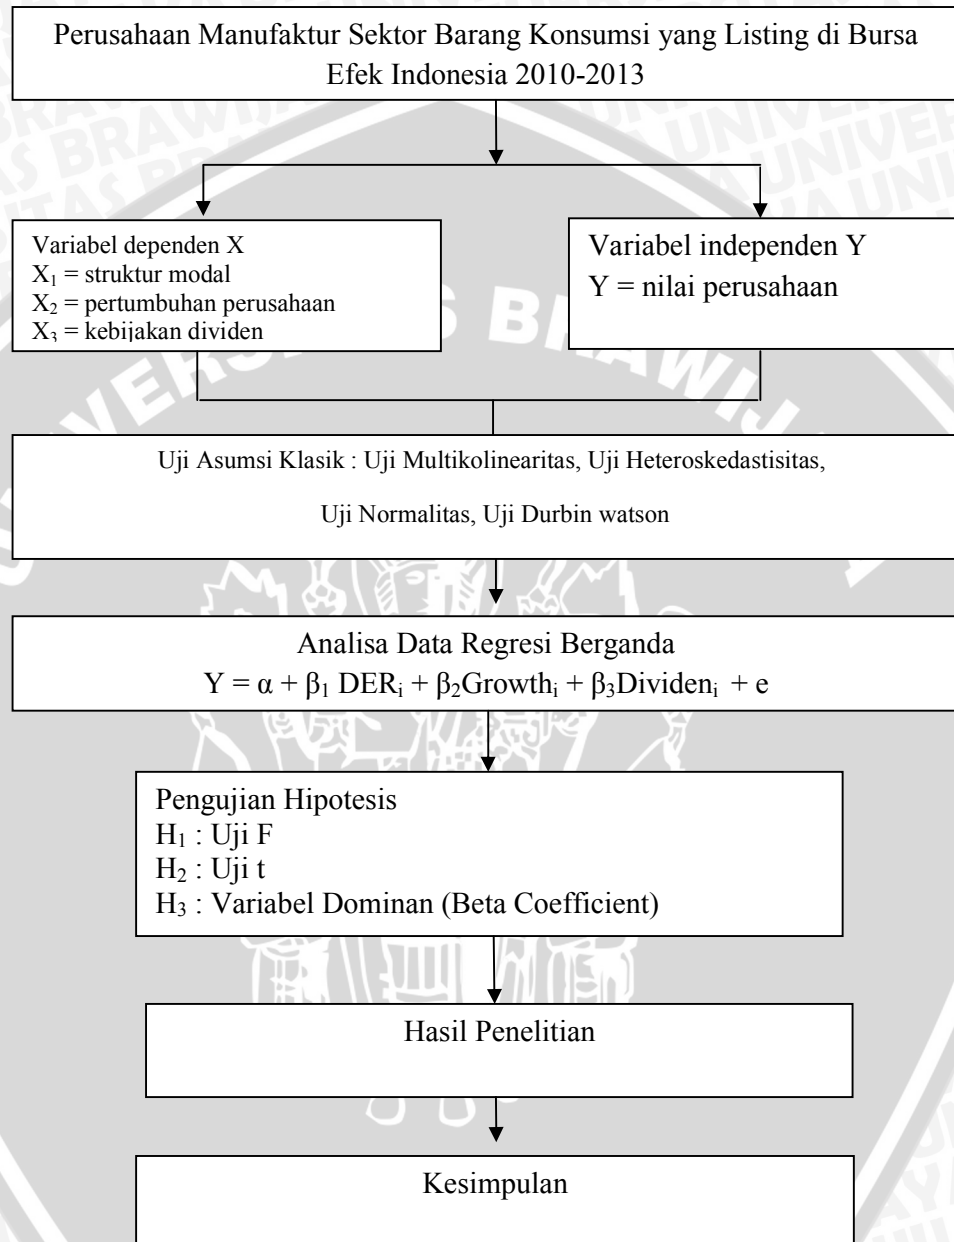 Perusahaan Manufaktur Sektor Barang Konsumsi yang Listing di Bursa
Efek Indonesia 2010-2013
Variabel dependen X
X₁ = struktur modal
X₂ = pertumbuhan perusahaan
X₃ = kebijakan dividen
Variabel independen Y
Y = nilai perusahaan
Uji Asumsi Klasik : Uji Multikolinearitas, Uji Heteroskedastisitas,
Uji Normalitas, Uji Durbin watson
Analisa Data Regresi Berganda
Y = α + β₁ DERᵢ + β₂Growthᵢ + β₃Dividenᵢ + e
Pengujian Hipotesis
H₁ : Uji F
H₂ : Uji t
H₃ : Variabel Dominan (Beta Coefficient)
Hasil Penelitian
Kesimpulan